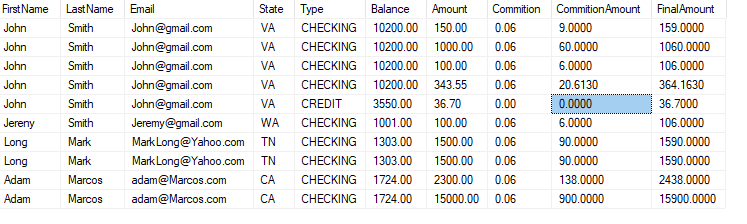 FirstName LastName Email State Type Balance Amount Commition CommitionAmount FinalAmount
John Smith John@gmail.com VA CHECKING 10200.00 150.00 0.06 9.0000 159.0000
John Smith John@gmail.com VA CHECKING 10200.00 1000.00 0.06 60.0000 1060.0000
John Smith John@gmail.com VA CHECKING 10200.00 100.00 0.06 6.0000 106.0000
John Smith John@gmail.com VA CHECKING 10200.00 343.55 0.06 20.6130 364.1630
John Smith John@gmail.com VA CREDIT 3550.00 36.70 0.00 0.0000 36.7000
Jereny Smith Jeremy@gmail.com WA CHECKING 1001.00 100.00 0.06 6.0000 106.0000
Long Mark MarkLong@Yahoo.com TN CHECKING 1303.00 1500.00 0.06 90.0000 1590.0000
Long Mark MarkLong@Yahoo.com TN CHECKING 1303.00 1500.00 0.06 90.0000 1590.0000
Adam Marcos adam@Marcos.com CA CHECKING 1724.00 2300.00 0.06 138.0000 2438.0000
Adam Marcos adam@Marcos.com CA CHECKING 1724.00 15000.00 0.06 900.0000 15900.0000